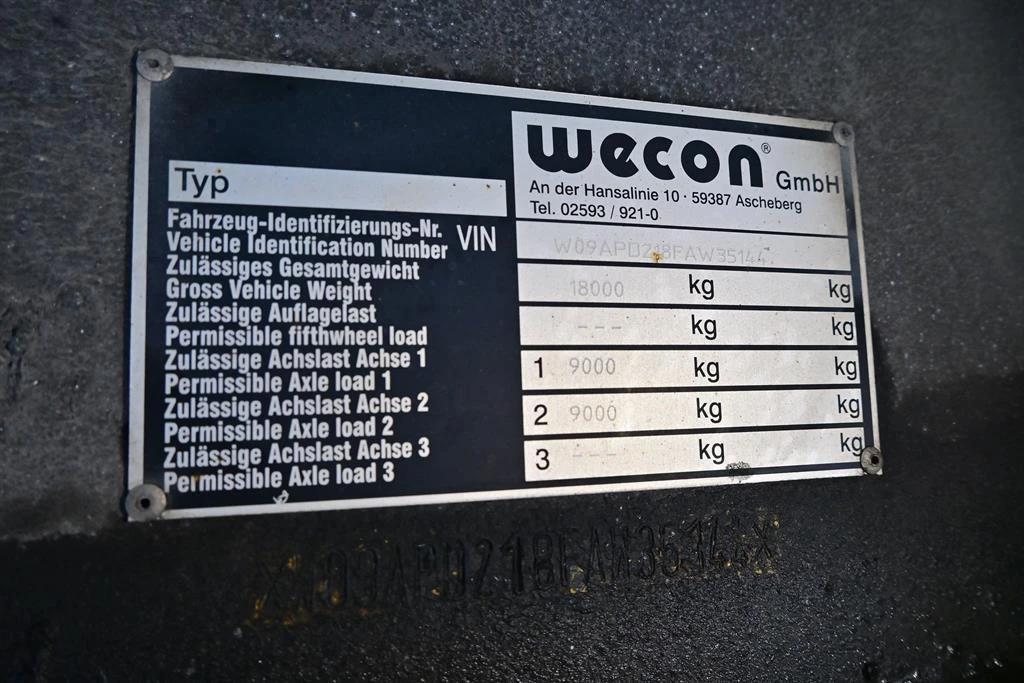 wecon® GmbH
An der Hansalinie 10 · 59387 Ascheberg
Tel. 02593 / 921-0
Typ
Fahrzeug-Identifizierungs-Nr.
Vehicle Identification Number VIN W09APD218FAW35144
Zulässiges Gesamtgewicht
Gross Vehicle Weight 18000 kg kg
Zulässige Auflagelast
Permissible fifthwheel load --- kg kg
Zulässige Achslast Achse 1
Permissible Axle load 1 1 9000 kg kg
Zulässige Achslast Achse 2
Permissible Axle load 2 2 9000 kg kg
Zulässige Achslast Achse 3
Permissible Axle load 3 3 --- kg kg
W09APD218FAW35144X